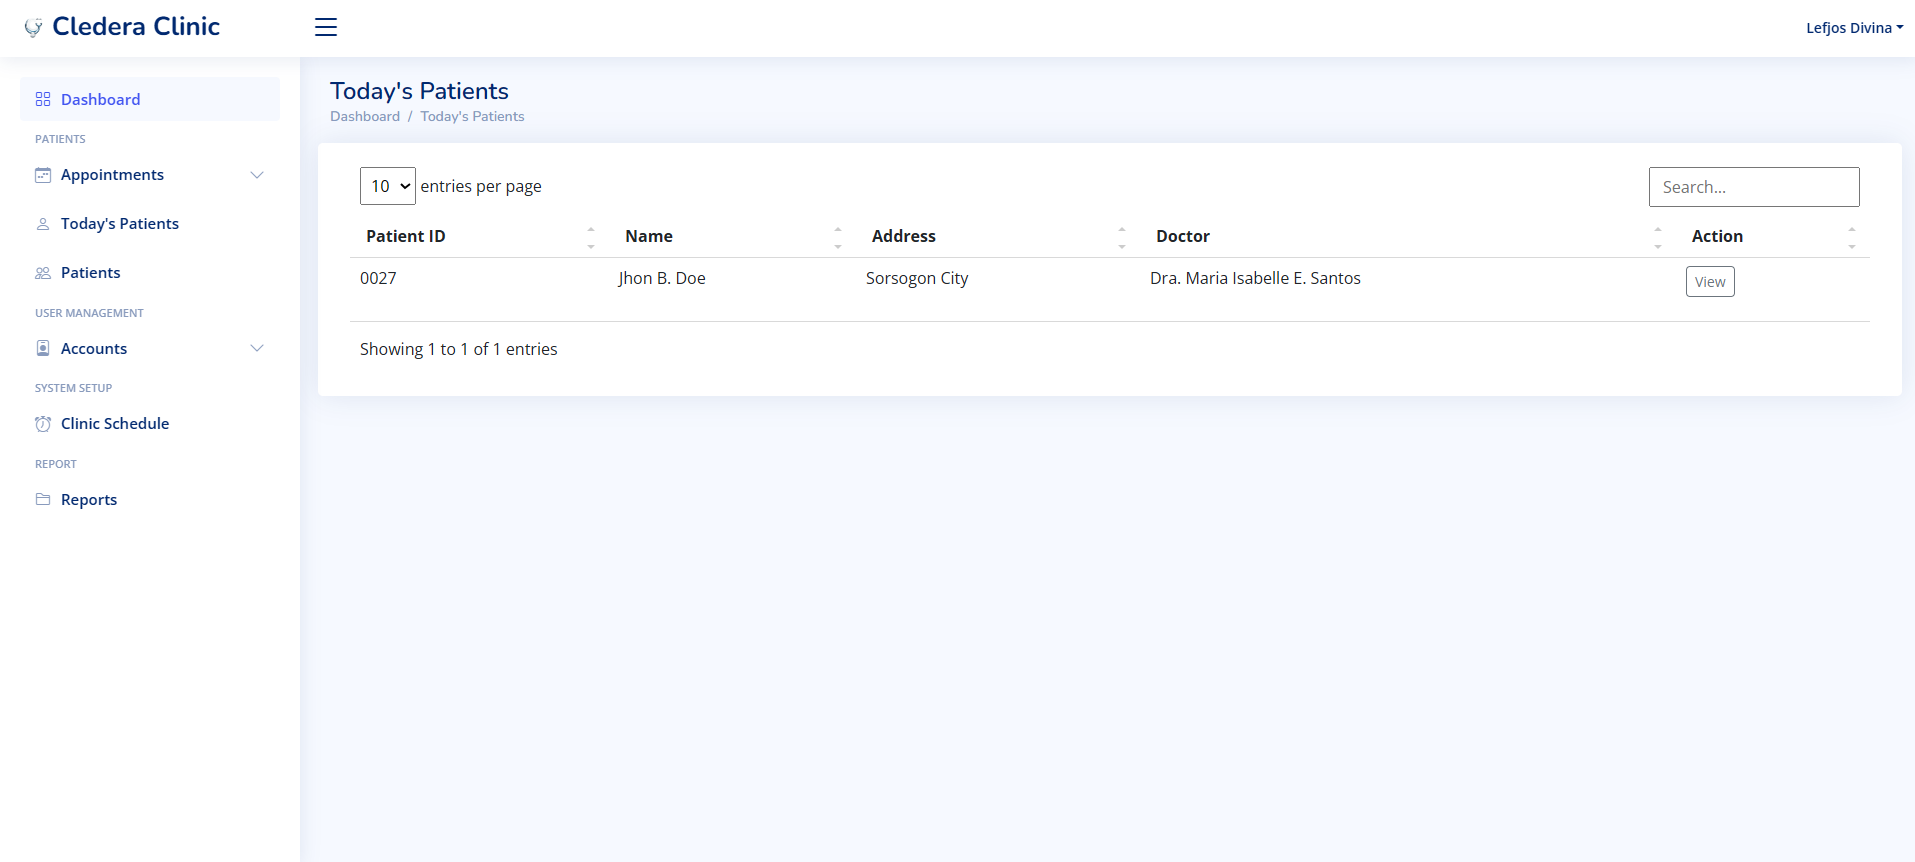 Cledera Clinic
Lefjos Divina
Dashboard
PATIENTS
Appointments
Today's Patients
Patients
USER MANAGEMENT
Accounts
SYSTEM SETUP
Clinic Schedule
REPORT
Reports
Today's Patients
Dashboard / Today's Patients
10 entries per page
Search...
Patient ID Name Address Doctor Action
0027 Jhon B. Doe Sorsogon City Dra. Maria Isabelle E. Santos View
Showing 1 to 1 of 1 entries